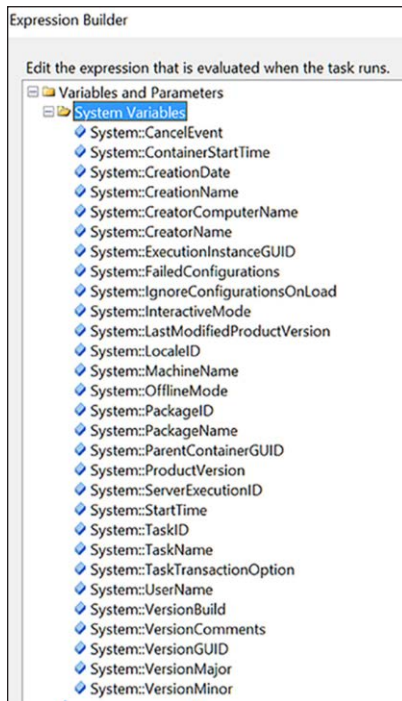 Expression Builder
Edit the expression that is evaluated when the task runs.
Variables and Parameters
System Variables
System::CancelEvent
System::ContainerStartTime
System::CreationDate
System::CreationName
System::CreatorComputerName
System::CreatorName
System::ExecutionInstanceGUID
System::FailedConfigurations
System::IgnoreConfigurationsOnLoad
System::InteractiveMode
System::LastModifiedProductVersion
System::LocaleID
System::MachineName
System::OfflineMode
System::PackageID
System::PackageName
System::ParentContainerGUID
System::ProductVersion
System::ServerExecutionID
System::StartTime
System::TaskID
System::TaskName
System::TaskTransactionOption
System::UserName
System::VersionBuild
System::VersionComments
System::VersionGUID
System::VersionMajor
System::VersionMinor